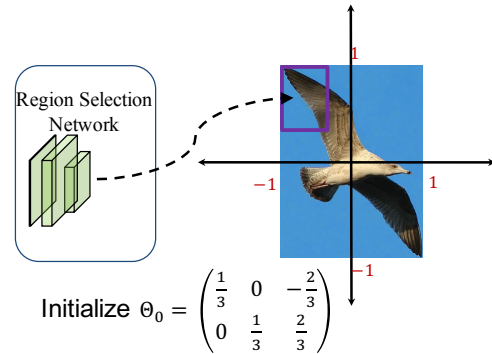 Region Selection
Network
1
−1
1
−1
Initialize Θ₀ = ( 1/3 0 −2/3
0 1/3 2/3 )